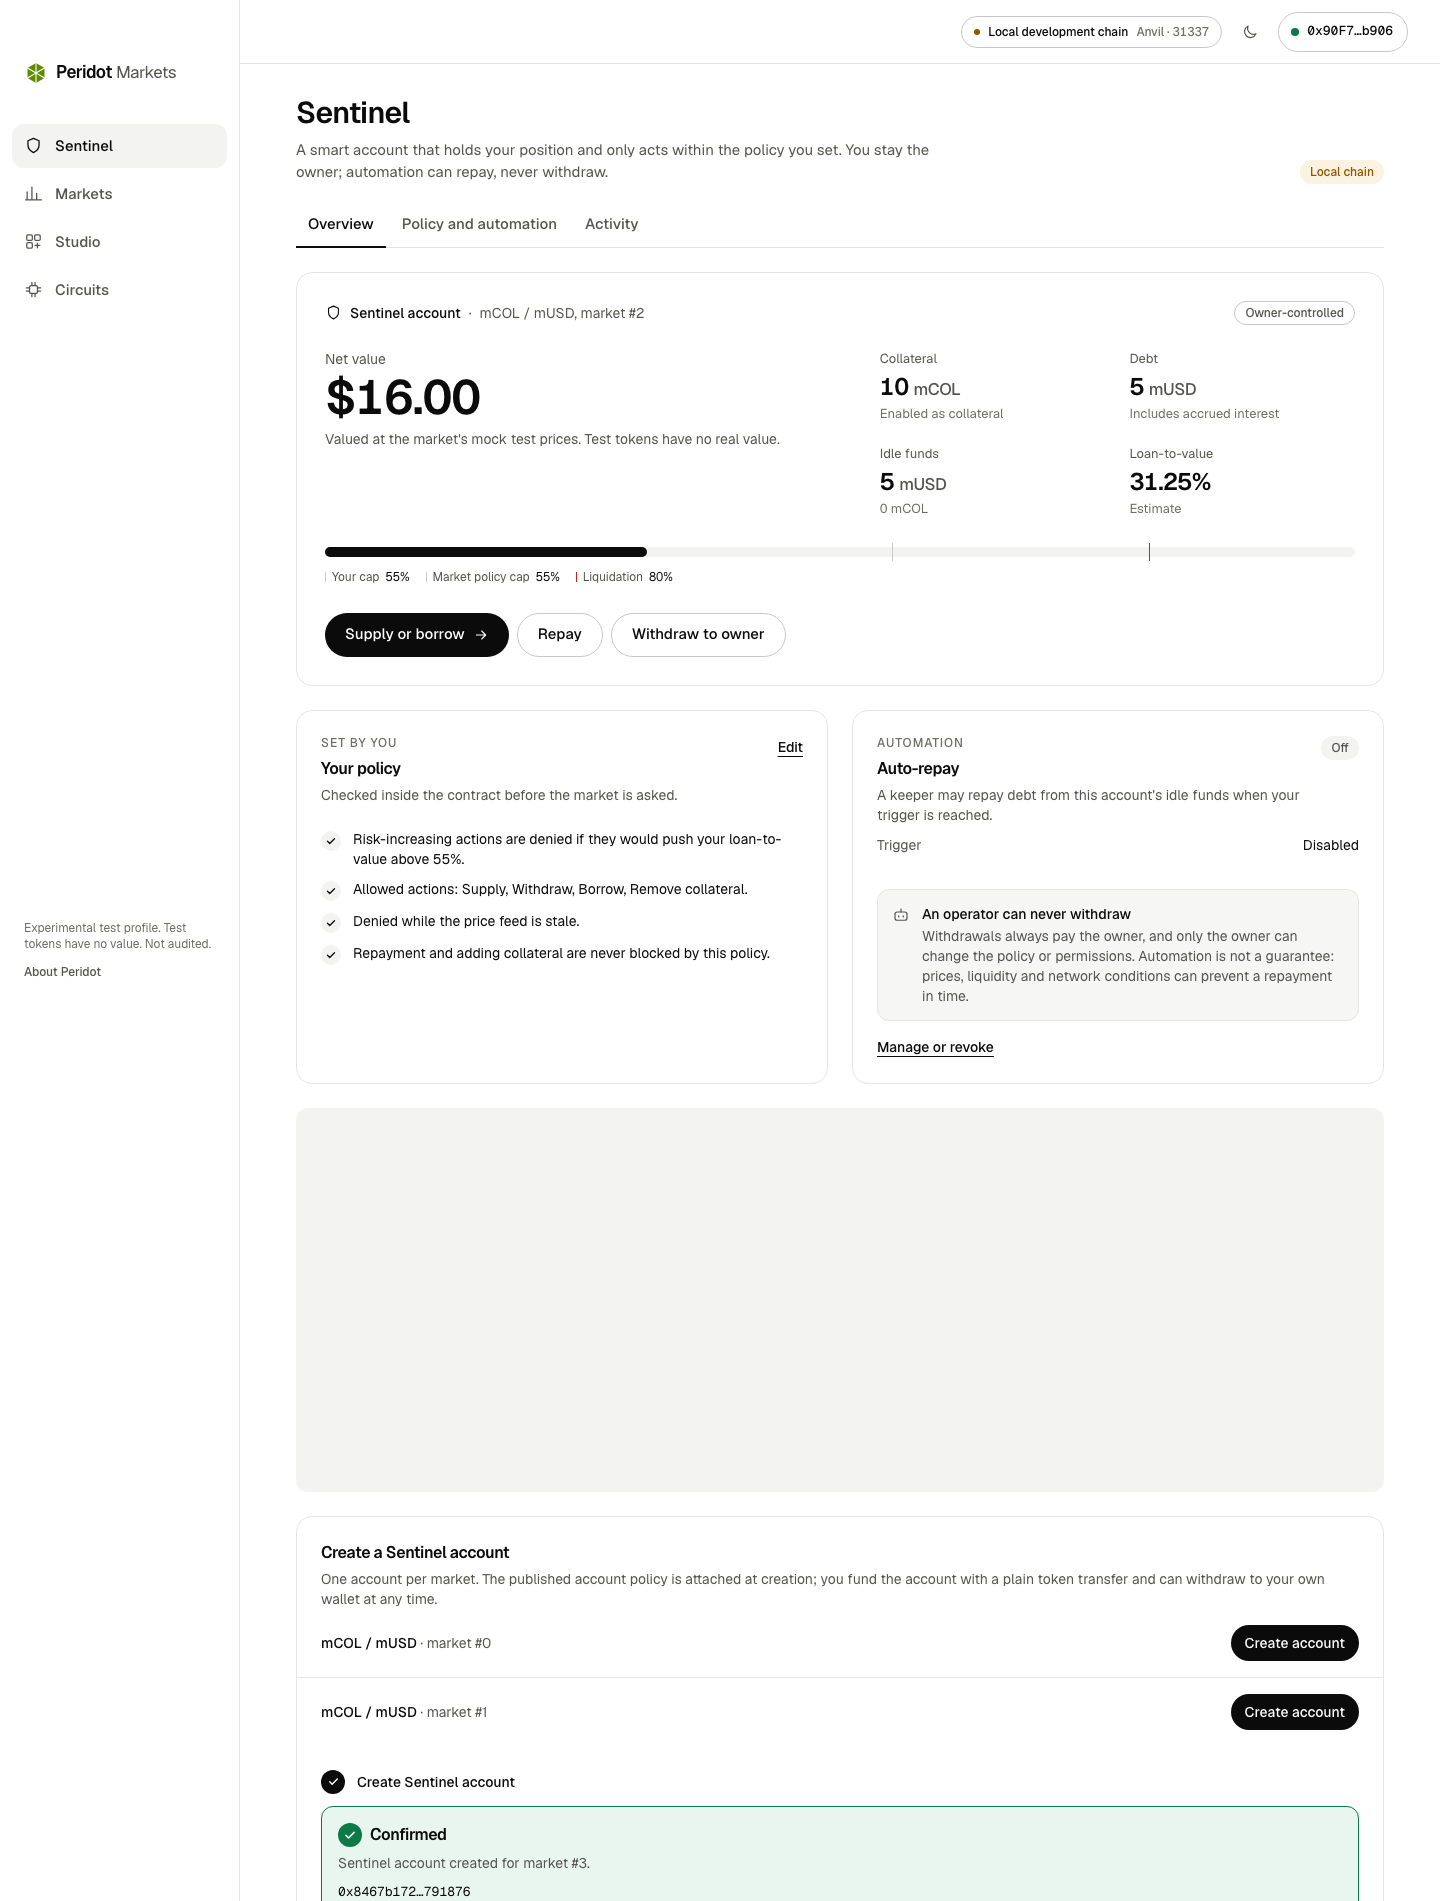 Local development chain Anvil · 31337
0x90F7…b906
Peridot Markets
Sentinel
Markets
Studio
Circuits
Experimental test profile. Test
tokens have no value. Not audited.
About Peridot
Sentinel
A smart account that holds your position and only acts within the policy you set. You stay the
owner; automation can repay, never withdraw.
Local chain
Overview
Policy and automation
Activity
Sentinel account · mCOL / mUSD, market #2
Owner-controlled
Net value
$16.00
Valued at the market's mock test prices. Test tokens have no real value.
Collateral
10 mCOL
Enabled as collateral
Debt
5 mUSD
Includes accrued interest
Idle funds
5 mUSD
0 mCOL
Loan-to-value
31.25%
Estimate
Your cap 55%
Market policy cap 55%
Liquidation 80%
Supply or borrow →
Repay
Withdraw to owner
SET BY YOU
Edit
Your policy
Checked inside the contract before the market is asked.
Risk-increasing actions are denied if they would push your loan-to-
value above 55%.
Allowed actions: Supply, Withdraw, Borrow, Remove collateral.
Denied while the price feed is stale.
Repayment and adding collateral are never blocked by this policy.
AUTOMATION
Off
Auto-repay
A keeper may repay debt from this account's idle funds when your
trigger is reached.
Trigger
Disabled
An operator can never withdraw
Withdrawals always pay the owner, and only the owner can
change the policy or permissions. Automation is not a guarantee:
prices, liquidity and network conditions can prevent a repayment
in time.
Manage or revoke
Create a Sentinel account
One account per market. The published account policy is attached at creation; you fund the account with a plain token transfer and can withdraw to your own
wallet at any time.
mCOL / mUSD · market #0
Create account
mCOL / mUSD · market #1
Create account
Create Sentinel account
Confirmed
Sentinel account created for market #3.
0x8467b172…791876